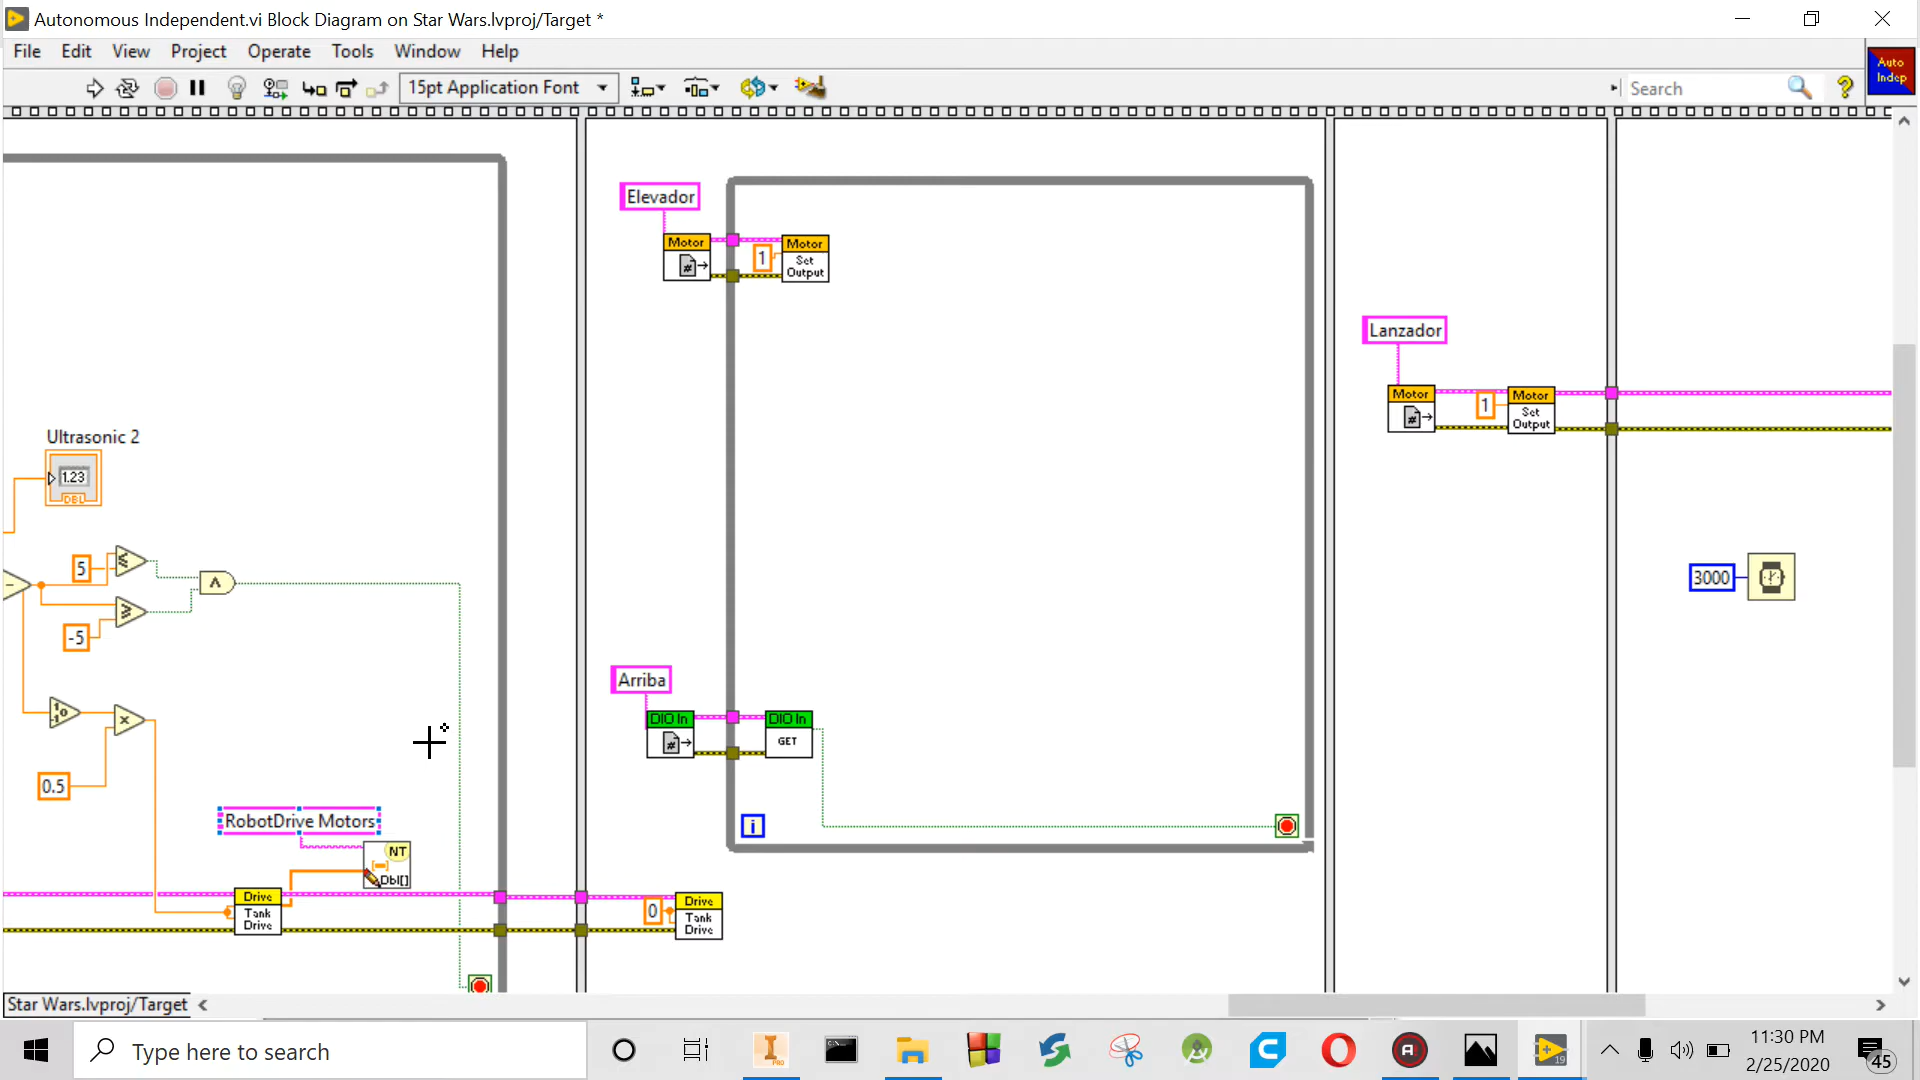 Autonomous Independent.vi Block Diagram on Star Wars.lvproj/Target *
File Edit View Project Operate Tools Window Help
15pt Application Font
Search
Auto
Indep
Elevador
Motor
#
1
Motor
Set
Output
Lanzador
Motor
#
1
Motor
Set
Output
Ultrasonic 2
1.23
DBL
5
-5
3000
Arriba
DIO In
#
DIO In
GET
x
0.5
i
RobotDrive Motors
NT
Dbl[]
Drive
Tank
Drive
0
Drive
Tank
Drive
Star Wars.lvproj/Target
Type here to search
PRO
19
11:30 PM
2/25/2020
45